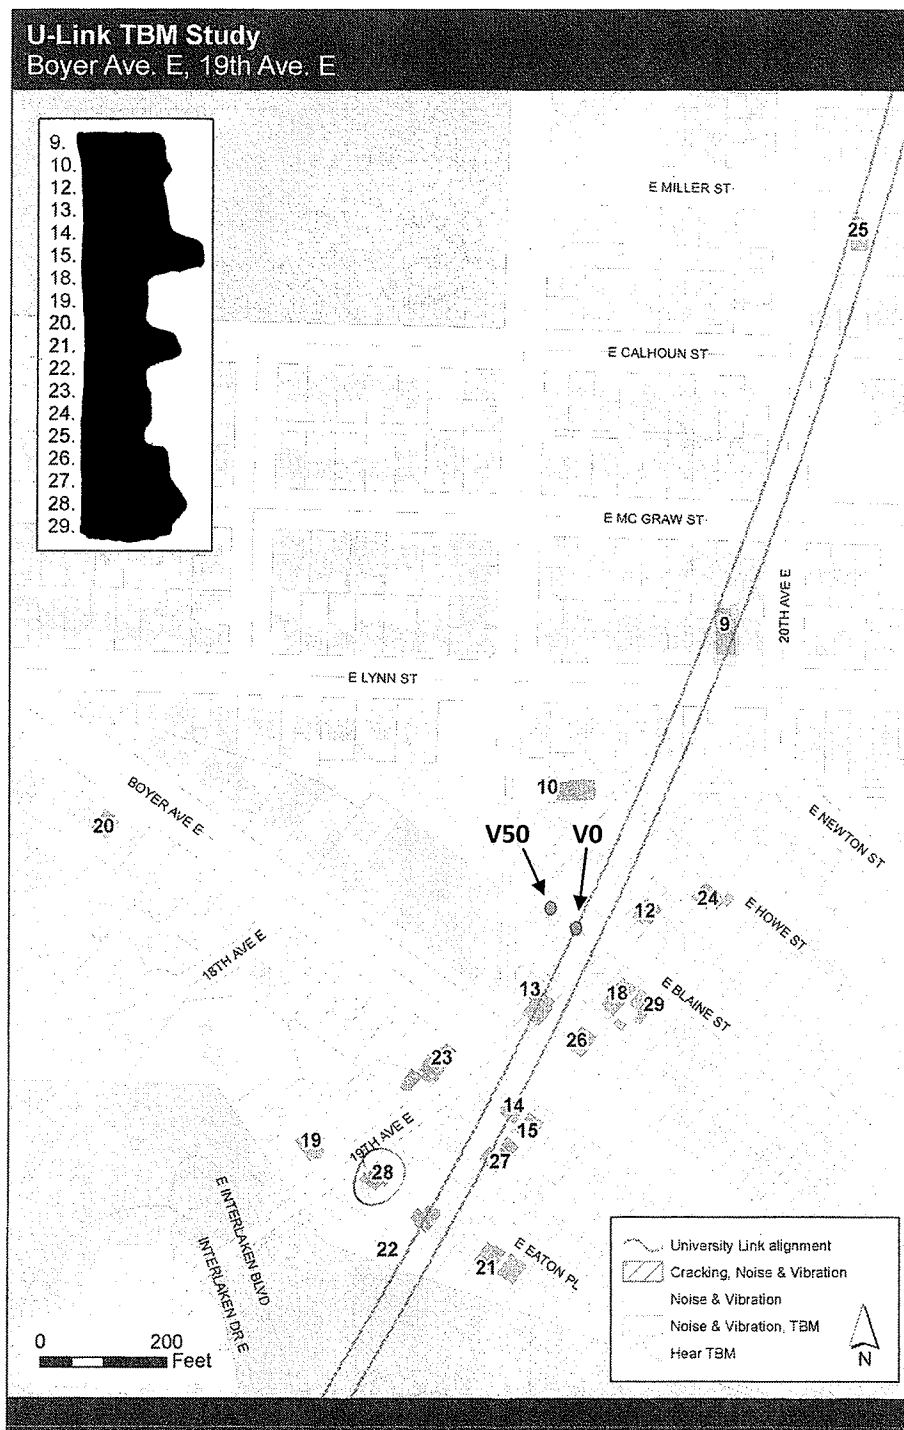 U-Link TBM Study
Boyer Ave. E, 19th Ave. E
9.
10.
12.
13.
14.
15.
18.
19.
20.
21.
22.
23.
24.
25.
26.
27.
28.
29.
E MILLER ST
25
E CALHOUN ST
E MC GRAW ST
20TH AVE E
9
E LYNN ST
10
BOYER AVE E
20
V50
V0
E NEWTON ST
12
24
E HOWE ST
18TH AVE E
13
18
29
E BLAINE ST
26
23
14
15
19TH AVE E
19
27
28
E INTERLAKEN BLVD
INTERLAKEN DR E
22
21
E EATON PL
0 200
Feet
University Link alignment
Cracking, Noise & Vibration
Noise & Vibration
Noise & Vibration, TBM
Hear TBM
N